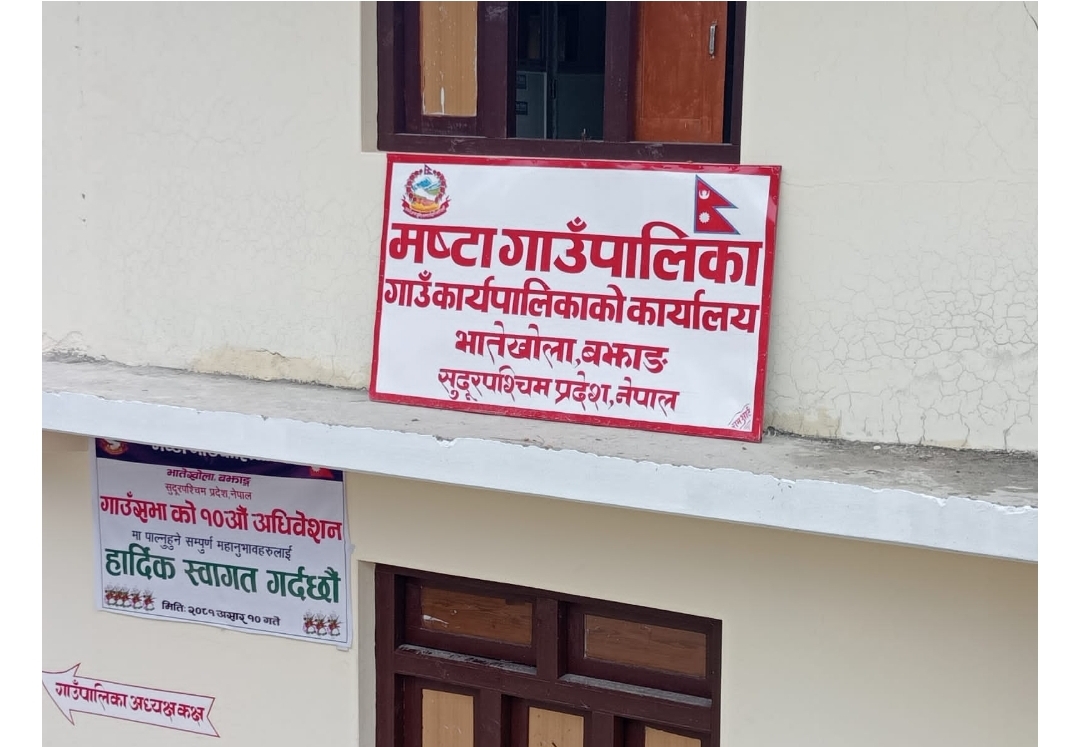 मष्टा गाउँपालिका
गाउँ कार्यपालिकाको कार्यालय
भातेखोला, बझाङ
सुदूरपश्चिम प्रदेश, नेपाल
मष्टा गाउँपालिका
भातेखोला, बझाङ्ग
सुदूरपश्चिम प्रदेश, नेपाल
गाउँसभा को १०औं अधिवेशन
मा पाल्नुहुने सम्पुर्ण महानुभावहरुलाई
हार्दिक स्वागत गर्दछौं
मितिः २०८१ असार १० गते
गाउँपालिका अध्यक्ष कक्ष